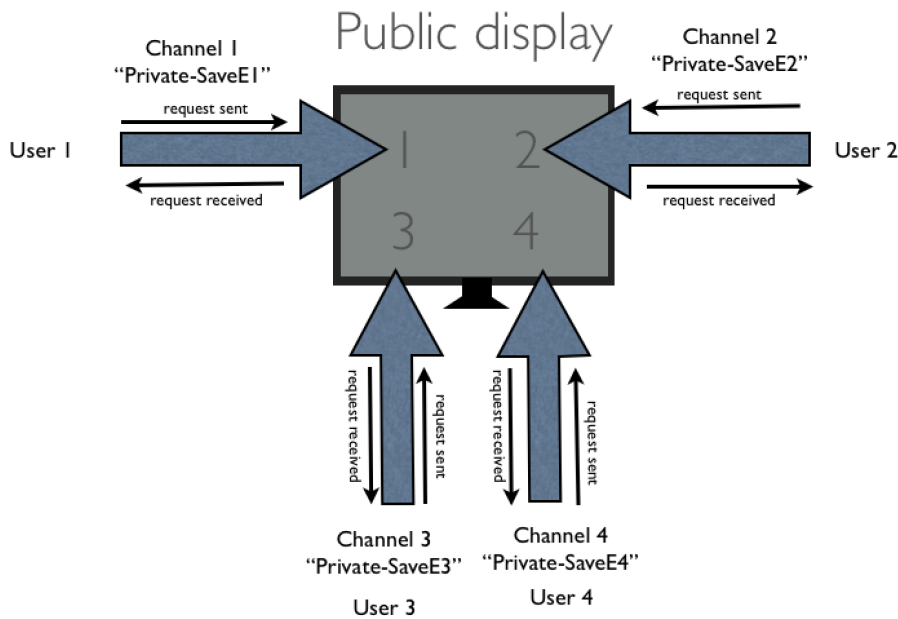 Public display
Channel 1
“Private-SaveE1”
request sent
User 1
request received
Channel 2
“Private-SaveE2”
request sent
User 2
request received
1
2
3
4
request received
request sent
Channel 3
“Private-SaveE3”
User 3
request received
request sent
Channel 4
“Private-SaveE4”
User 4